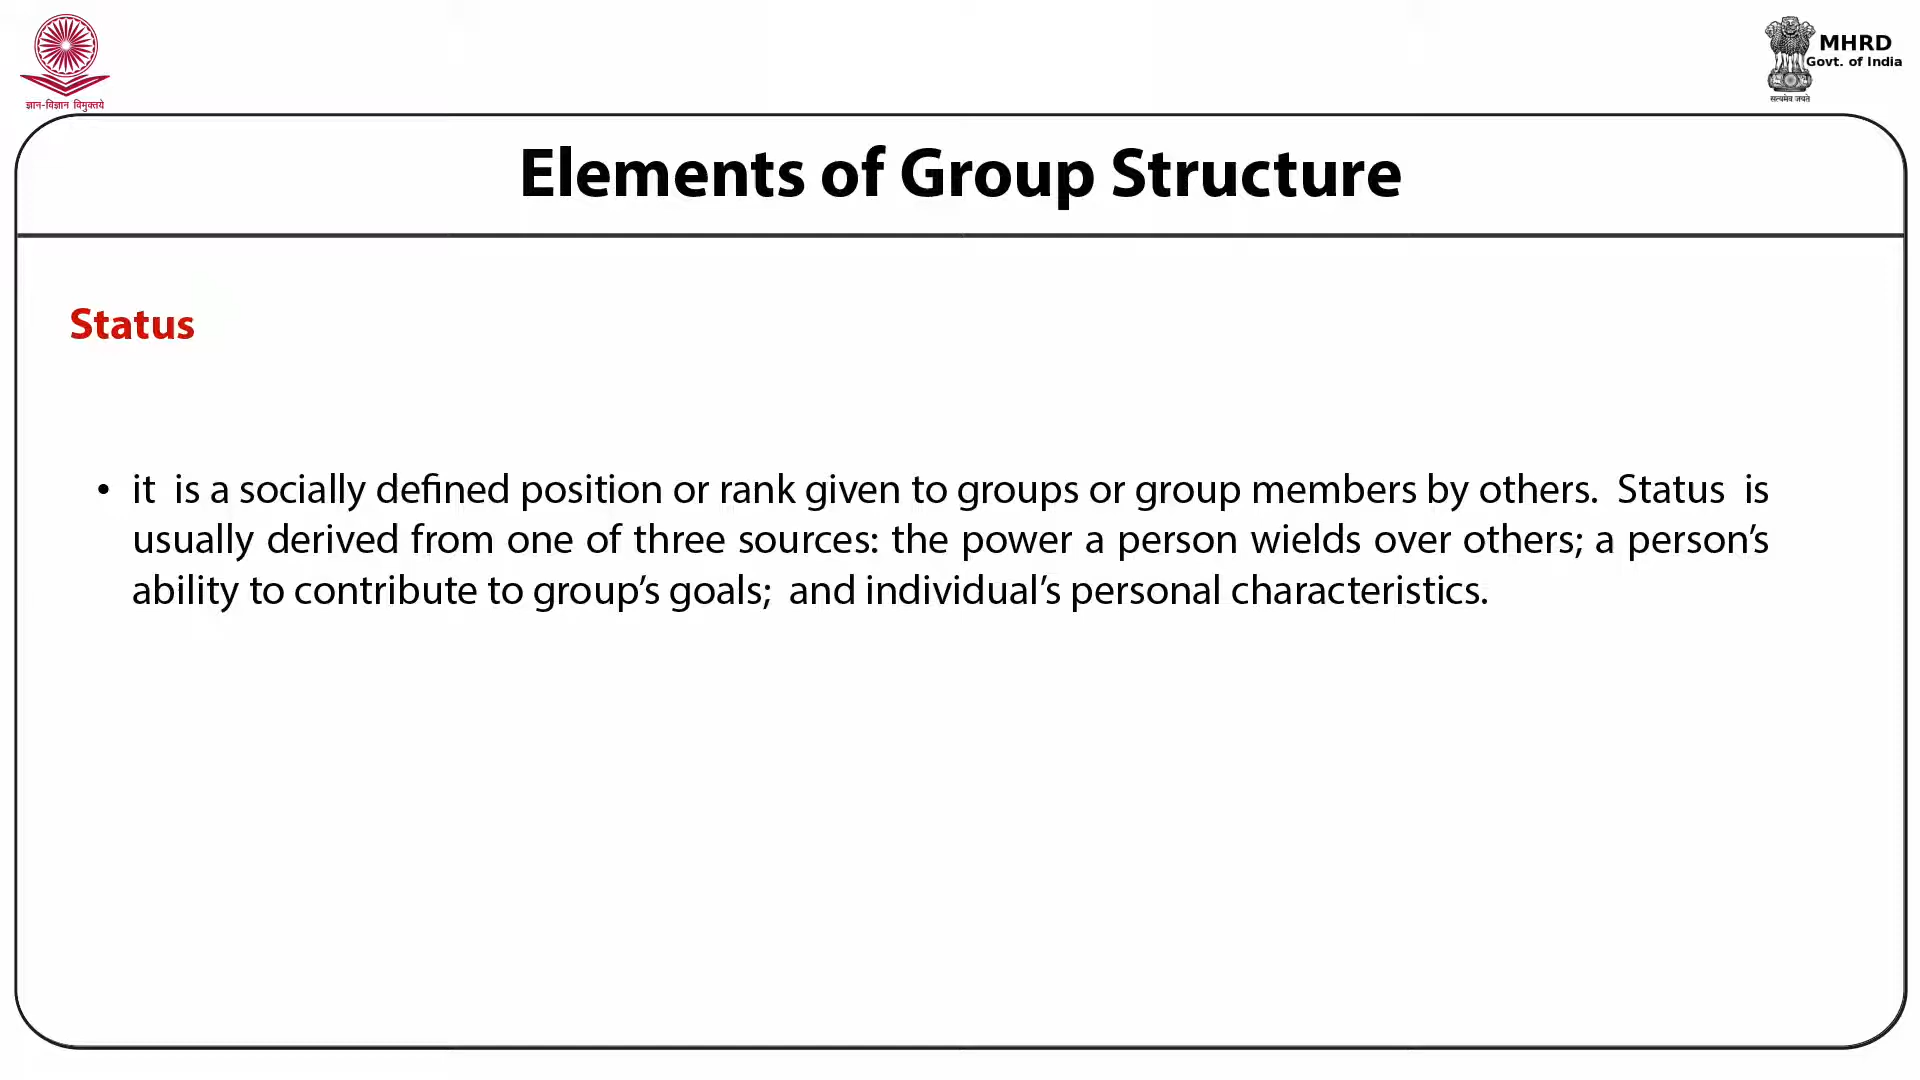 ज्ञान-विज्ञान विमुक्तये
MHRD
Govt. of India
सत्यमेव जयते
Elements of Group Structure
Status
• it is a socially defined position or rank given to groups or group members by others. Status is
usually derived from one of three sources: the power a person wields over others; a person’s
ability to contribute to group’s goals; and individual’s personal characteristics.